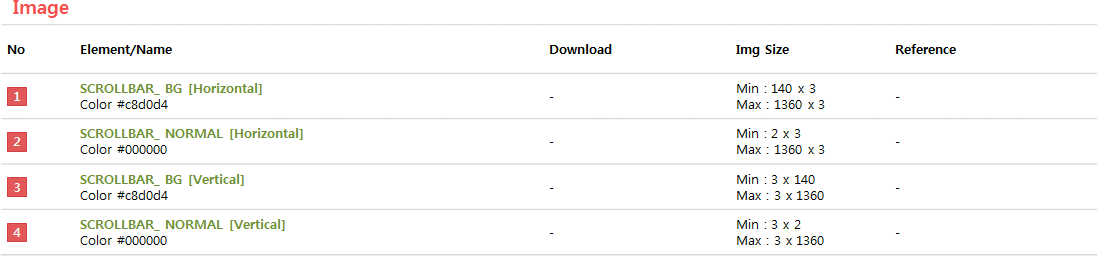 Image
No Element/Name Download Img Size Reference
1 SCROLLBAR_ BG [Horizontal] - Min : 140 x 3 -
Color #c8d0d4 Max : 1360 x 3
2 SCROLLBAR_ NORMAL [Horizontal] - Min : 2 x 3 -
Color #000000 Max : 1360 x 3
3 SCROLLBAR_ BG [Vertical] - Min : 3 x 140 -
Color #c8d0d4 Max : 3 x 1360
4 SCROLLBAR_ NORMAL [Vertical] - Min : 3 x 2 -
Color #000000 Max : 3 x 1360